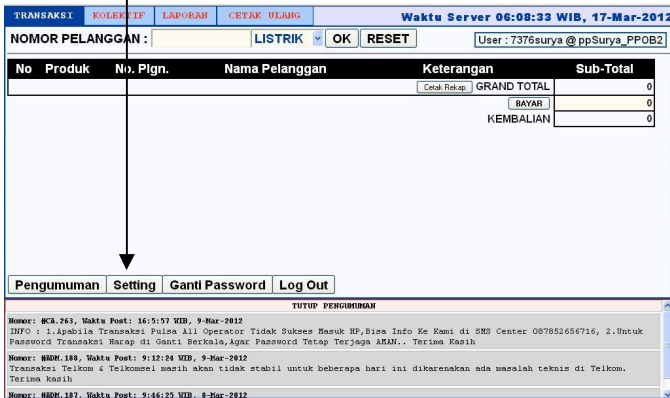 TRANSAKSI KOLEKTIF LAPORAN CETAK ULANG Waktu Server 06:08:33 WIB, 17-Mar-2012
NOMOR PELANGGAN : LISTRIK OK RESET User : 7376surya @ ppSurya_PPOB2
No Produk No. Plgn. Nama Pelanggan Keterangan Sub-Total
Cetak Rekap GRAND TOTAL 0
BAYAR 0
KEMBALIAN 0
Pengumuman Setting Ganti Password Log Out
TUTUP PENGUMUMAN
Nomor: #CA.263, Waktu Post: 16:5:57 WIB, 9-Mar-2012
INFO : 1.Apabila Transaksi Pulsa All Operator Tidak Sukses Masuk HP,Bisa Info Ke Kami di SMS Center 087852656716, 2.Untuk
Password Transaksi Harap di Ganti Berkala,Agar Password Tetap Terjaga AMAN.. Terima Kasih
Nomor: #ADM.188, Waktu Post: 9:12:24 WIB, 9-Mar-2012
Transaksi Telkom & Telkomsel masih akan tidak stabil untuk beberapa hari ini dikarenakan ada masalah teknis di Telkom.
Terima kasih
Nomor: #ADM.187, Waktu Post: 9:46:25 WIB, 8-Mar-2012